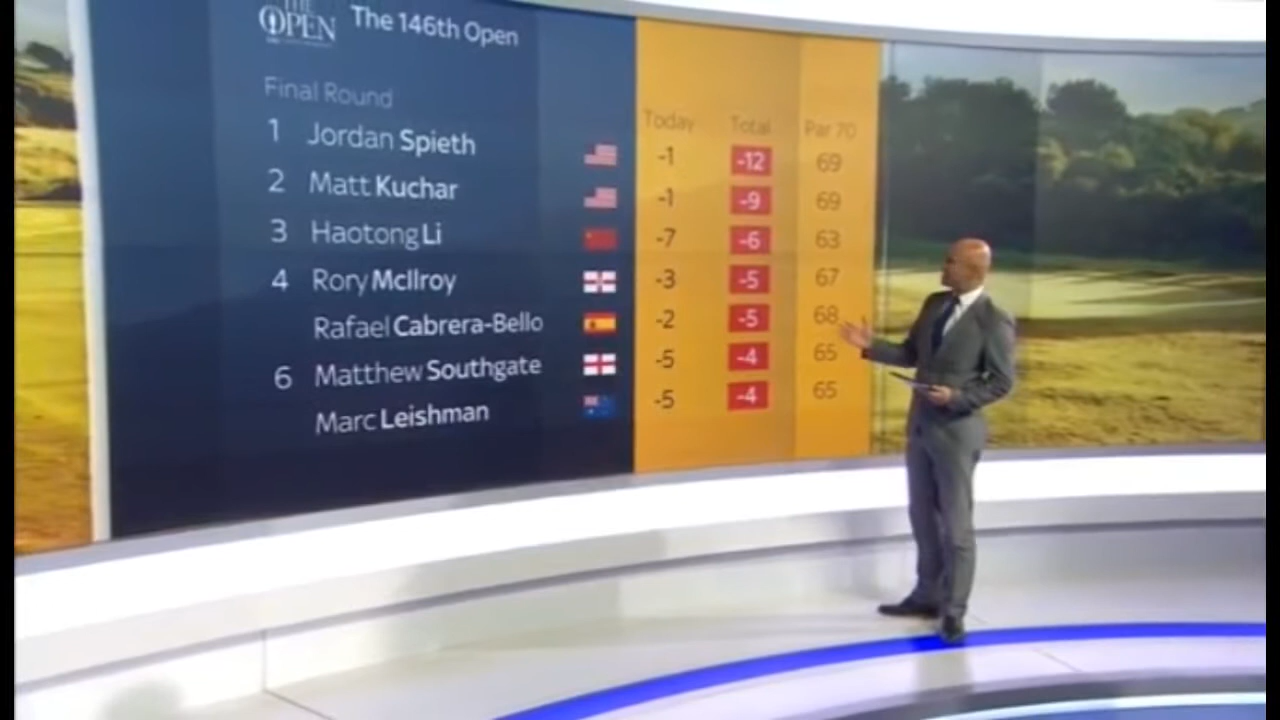 THE
OPEN
The 146th Open
Final Round
Today Total Par 70
1 Jordan Spieth -1 -12 69
2 Matt Kuchar -1 -9 69
3 Haotong Li -7 -6 63
4 Rory McIlroy -3 -5 67
Rafael Cabrera-Bello -2 -5 68
6 Matthew Southgate -5 -4 65
Marc Leishman -5 -4 65